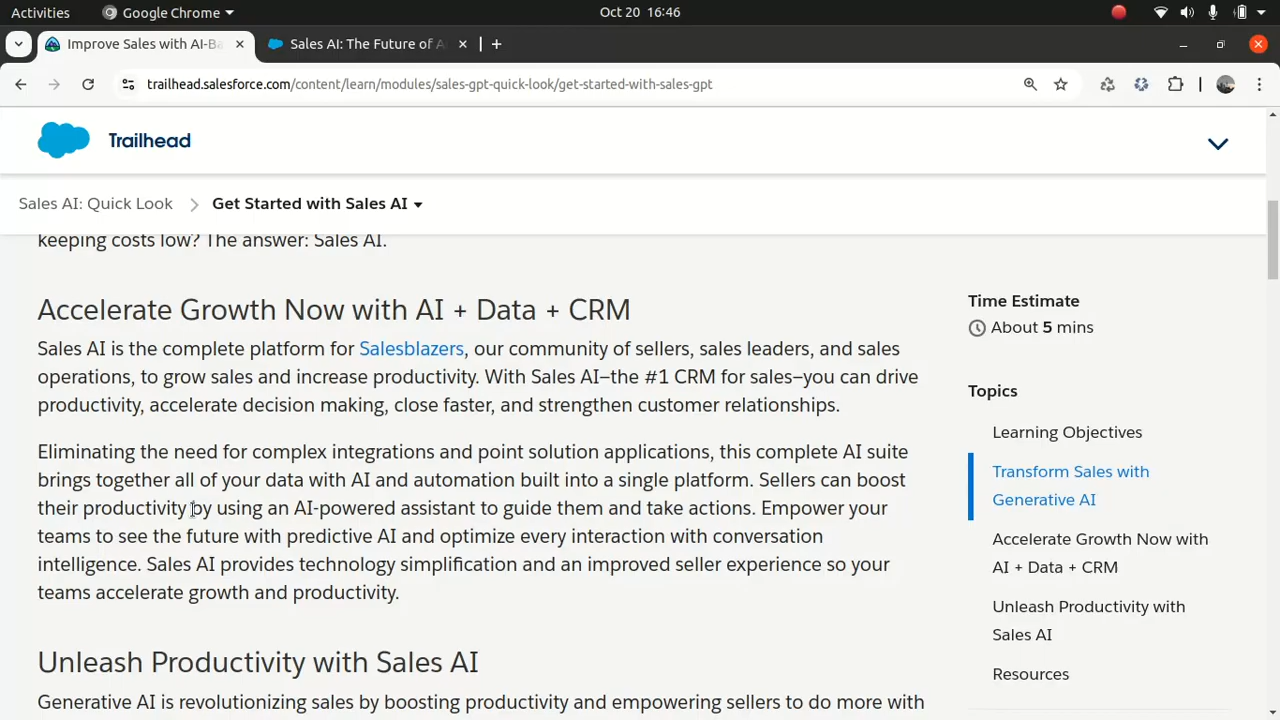 Activities
Google Chrome
Oct 20 16:46
Improve Sales with AI-Ba
Sales AI: The Future of A
trailhead.salesforce.com/content/learn/modules/sales-gpt-quick-look/get-started-with-sales-gpt
Trailhead
Sales AI: Quick Look
Get Started with Sales AI
keeping costs low? The answer: Sales AI.
Accelerate Growth Now with AI + Data + CRM
Sales AI is the complete platform for Salesblazers, our community of sellers, sales leaders, and sales
operations, to grow sales and increase productivity. With Sales AI—the #1 CRM for sales—you can drive
productivity, accelerate decision making, close faster, and strengthen customer relationships.
Eliminating the need for complex integrations and point solution applications, this complete AI suite
brings together all of your data with AI and automation built into a single platform. Sellers can boost
their productivity by using an AI-powered assistant to guide them and take actions. Empower your
teams to see the future with predictive AI and optimize every interaction with conversation
intelligence. Sales AI provides technology simplification and an improved seller experience so your
teams accelerate growth and productivity.
Unleash Productivity with Sales AI
Generative AI is revolutionizing sales by boosting productivity and empowering sellers to do more with
Time Estimate
About 5 mins
Topics
Learning Objectives
Transform Sales with
Generative AI
Accelerate Growth Now with
AI + Data + CRM
Unleash Productivity with
Sales AI
Resources